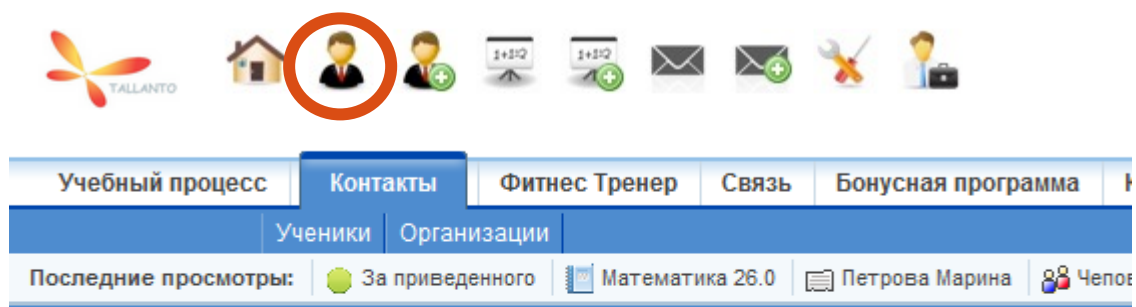 TALLANTO
1+1=2 1+1=2
Учебный процесс Контакты Фитнес Тренер Связь Бонусная программа
Ученики Организации
Последние просмотры: За приведенного Математика 26.0 Петрова Марина